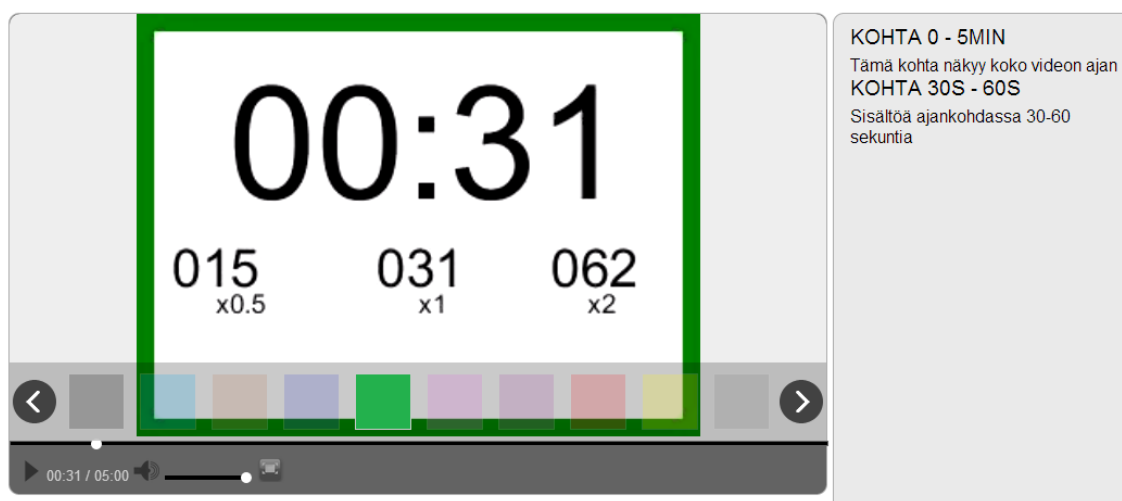 00:31
015 031 062
x0.5 x1 x2
00:31 / 05:00
KOHTA 0 - 5MIN
Tämä kohta näkyy koko videon ajan
KOHTA 30S - 60S
Sisältöä ajankohdassa 30-60
sekuntia